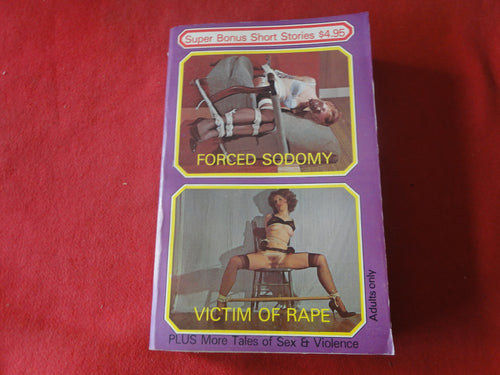 Super Bonus Short Stories $4.95
FORCED SODOMY
VICTIM OF RAPE
Adults only
PLUS More Tales of Sex & Violence